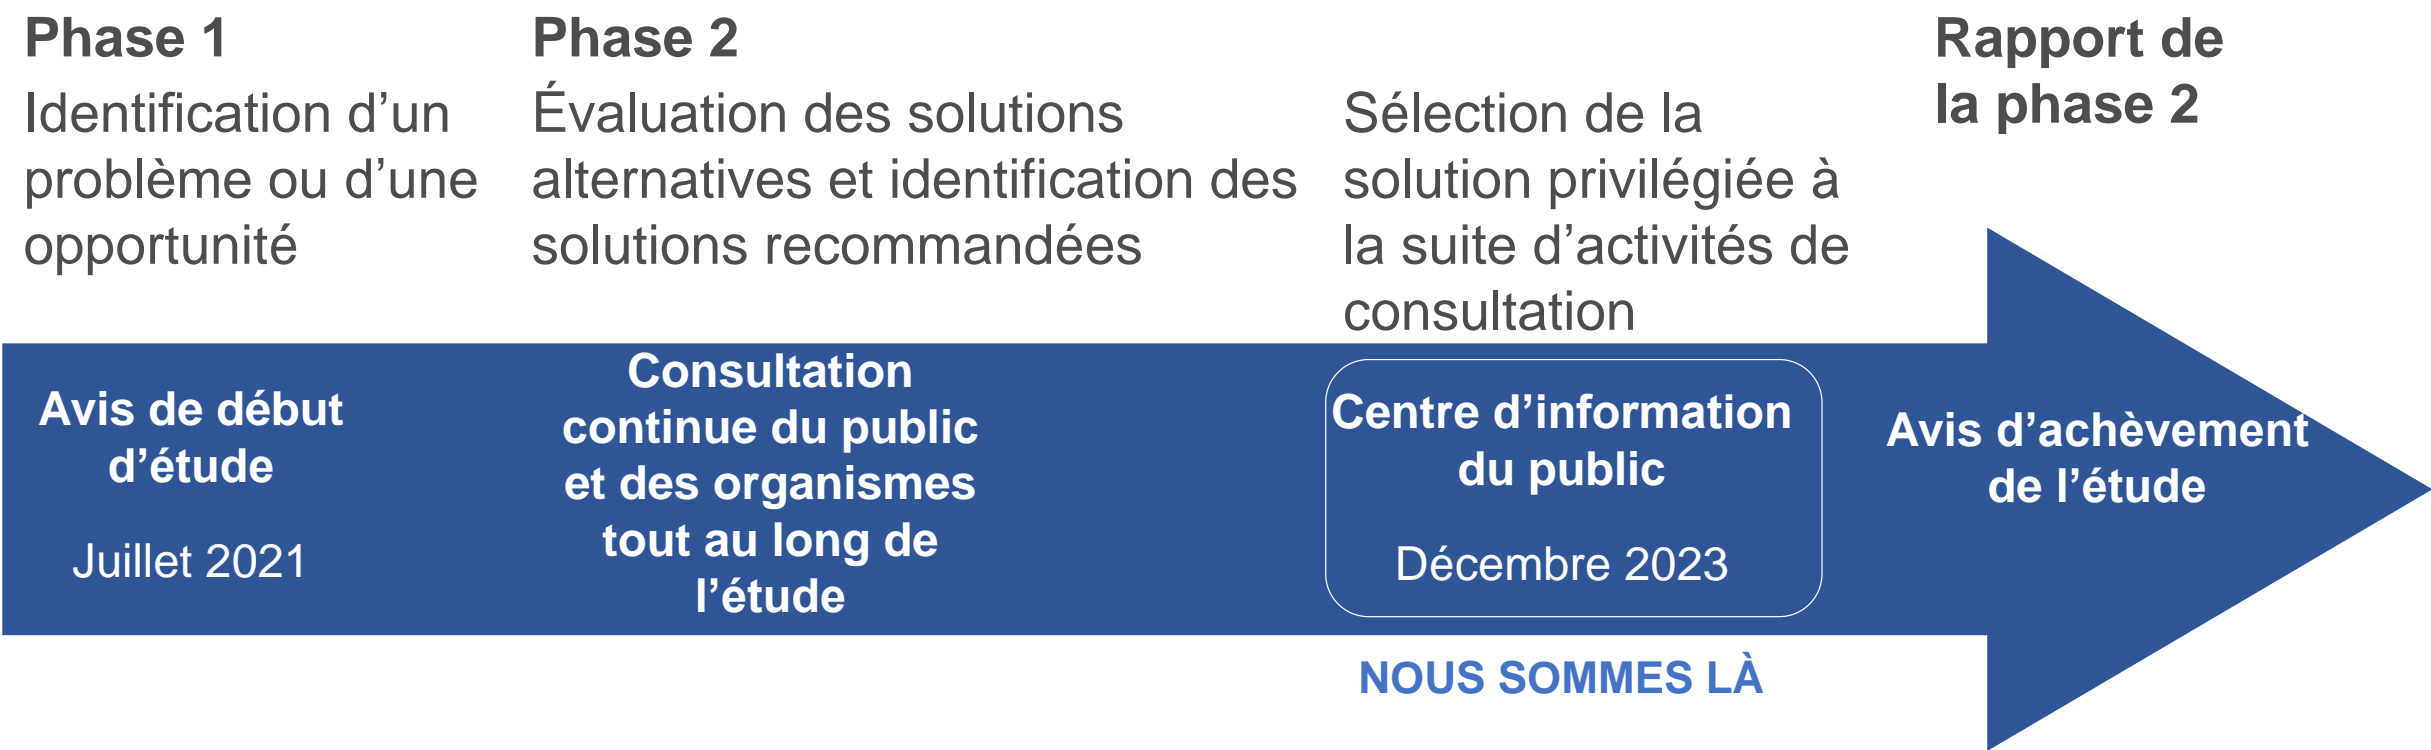 Phase 1
Identification d’un
problème ou d’une
opportunité
Phase 2
Évaluation des solutions
alternatives et identification des
solutions recommandées
Sélection de la
solution privilégiée à
la suite d’activités de
consultation
Rapport de
la phase 2
Avis de début
d’étude
Juillet 2021
Consultation
continue du public
et des organismes
tout au long de
l’étude
Centre d’information
du public
Décembre 2023
Avis d’achèvement
de l’étude
NOUS SOMMES LÀ